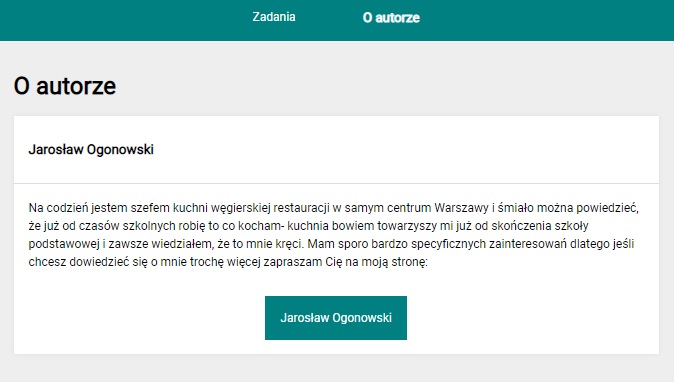 Zadania O autorze
O autorze
Jarosław Ogonowski
Na codzień jestem szefem kuchni węgierskiej restauracji w samym centrum Warszawy i śmiało można powiedzieć,
że już od czasów szkolnych robię to co kocham- kuchnia bowiem towarzyszy mi już od skończenia szkoły
podstawowej i zawsze wiedziałem, że to mnie kręci. Mam sporo bardzo specyficznych zainteresowań dlatego jeśli
chcesz dowiedzieć się o mnie trochę więcej zapraszam Cię na moją stronę:
Jarosław Ogonowski